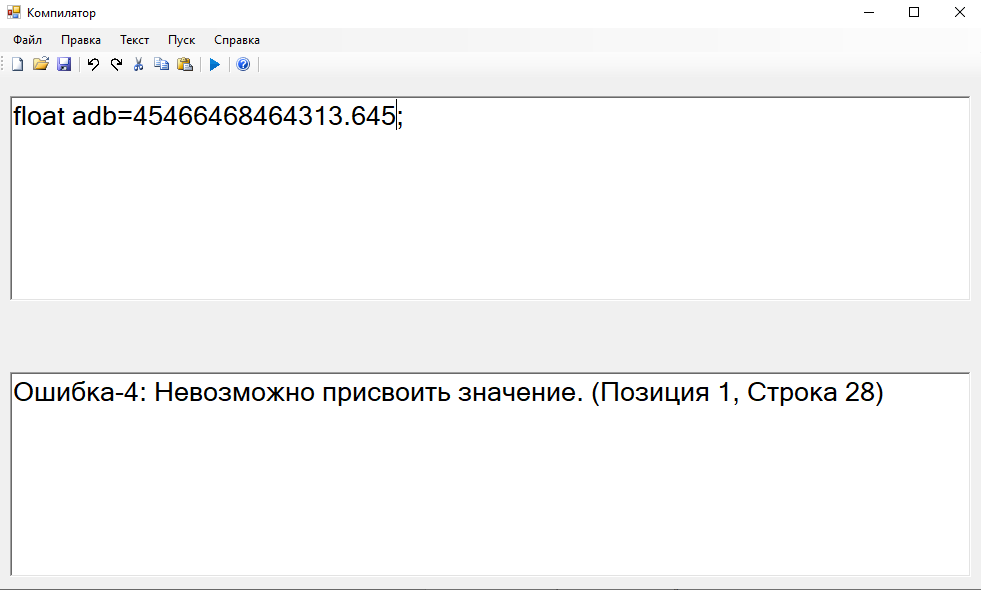 Компилятор
Файл Правка Текст Пуск Справка
float adb=45466468464313.645;
Ошибка-4: Невозможно присвоить значение. (Позиция 1, Строка 28)